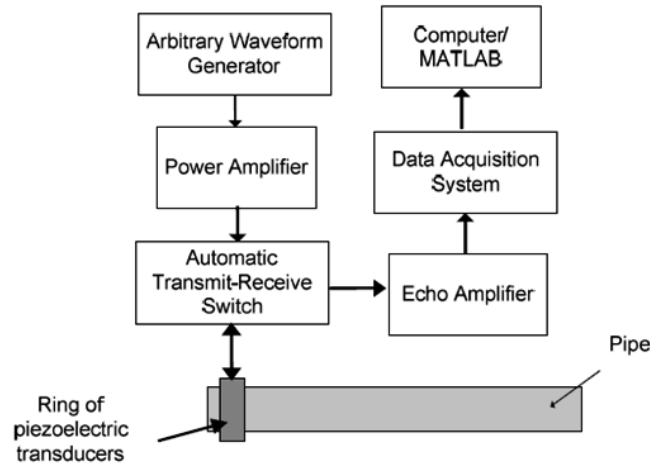 Arbitrary Waveform
Generator
Computer/
MATLAB
Power Amplifier
Data Acquisition
System
Automatic
Transmit-Receive
Switch
Echo Amplifier
Pipe
Ring of
piezoelectric
transducers